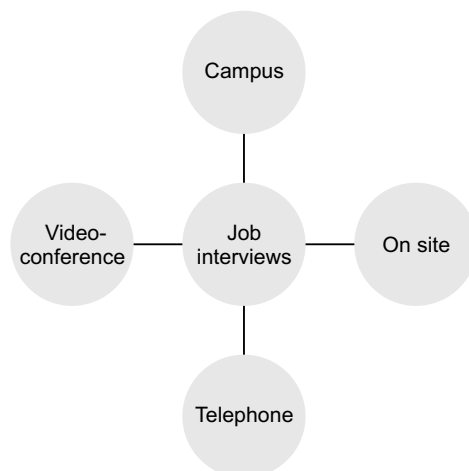 Campus
Video-
conference
Job
interviews
On site
Telephone